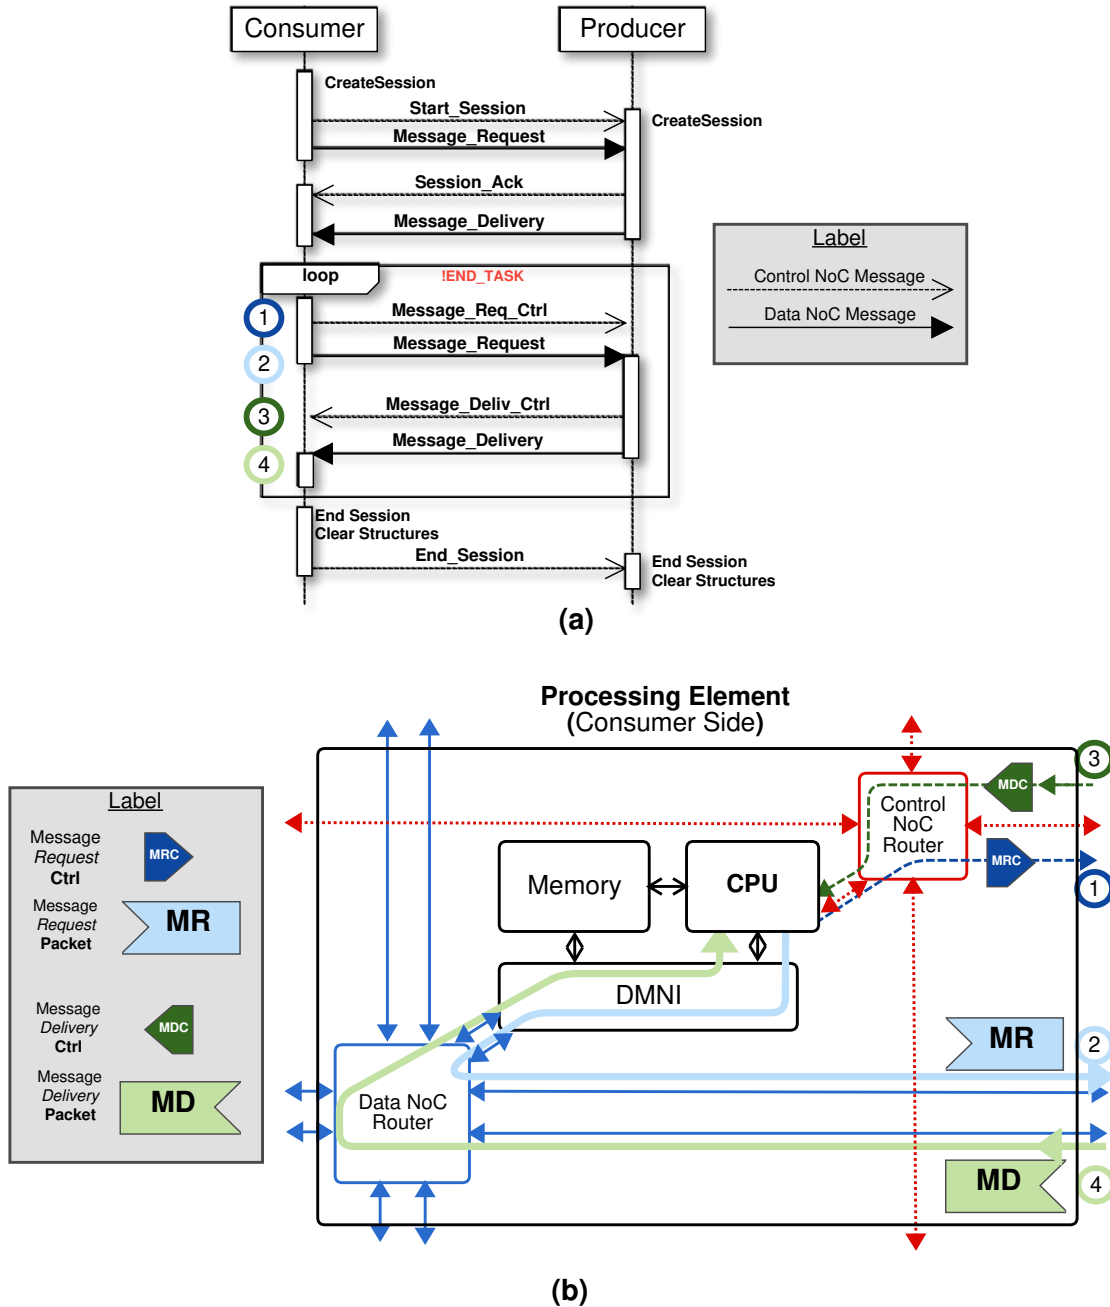 Consumer
Producer
CreateSession
Start_Session
CreateSession
Message_Request
Session_Ack
Message_Delivery
loop
!END_TASK
1
Message_Req_Ctrl
Message_Request
2
3
Message_Deliv_Ctrl
Message_Delivery
4
End Session
Clear Structures
End_Session
End Session
Clear Structures
Label
Control NoC Message
Data NoC Message
(a)
Processing Element
(Consumer Side)
Label
Message
Request
Ctrl
MRC
Message
Request
Packet
MR
Message
Delivery
Ctrl
MDC
Message
Delivery
Packet
MD
3
MDC
Control
NoC
Router
MRC
1
Memory
CPU
DMNI
MR
2
Data NoC
Router
MD
4
(b)